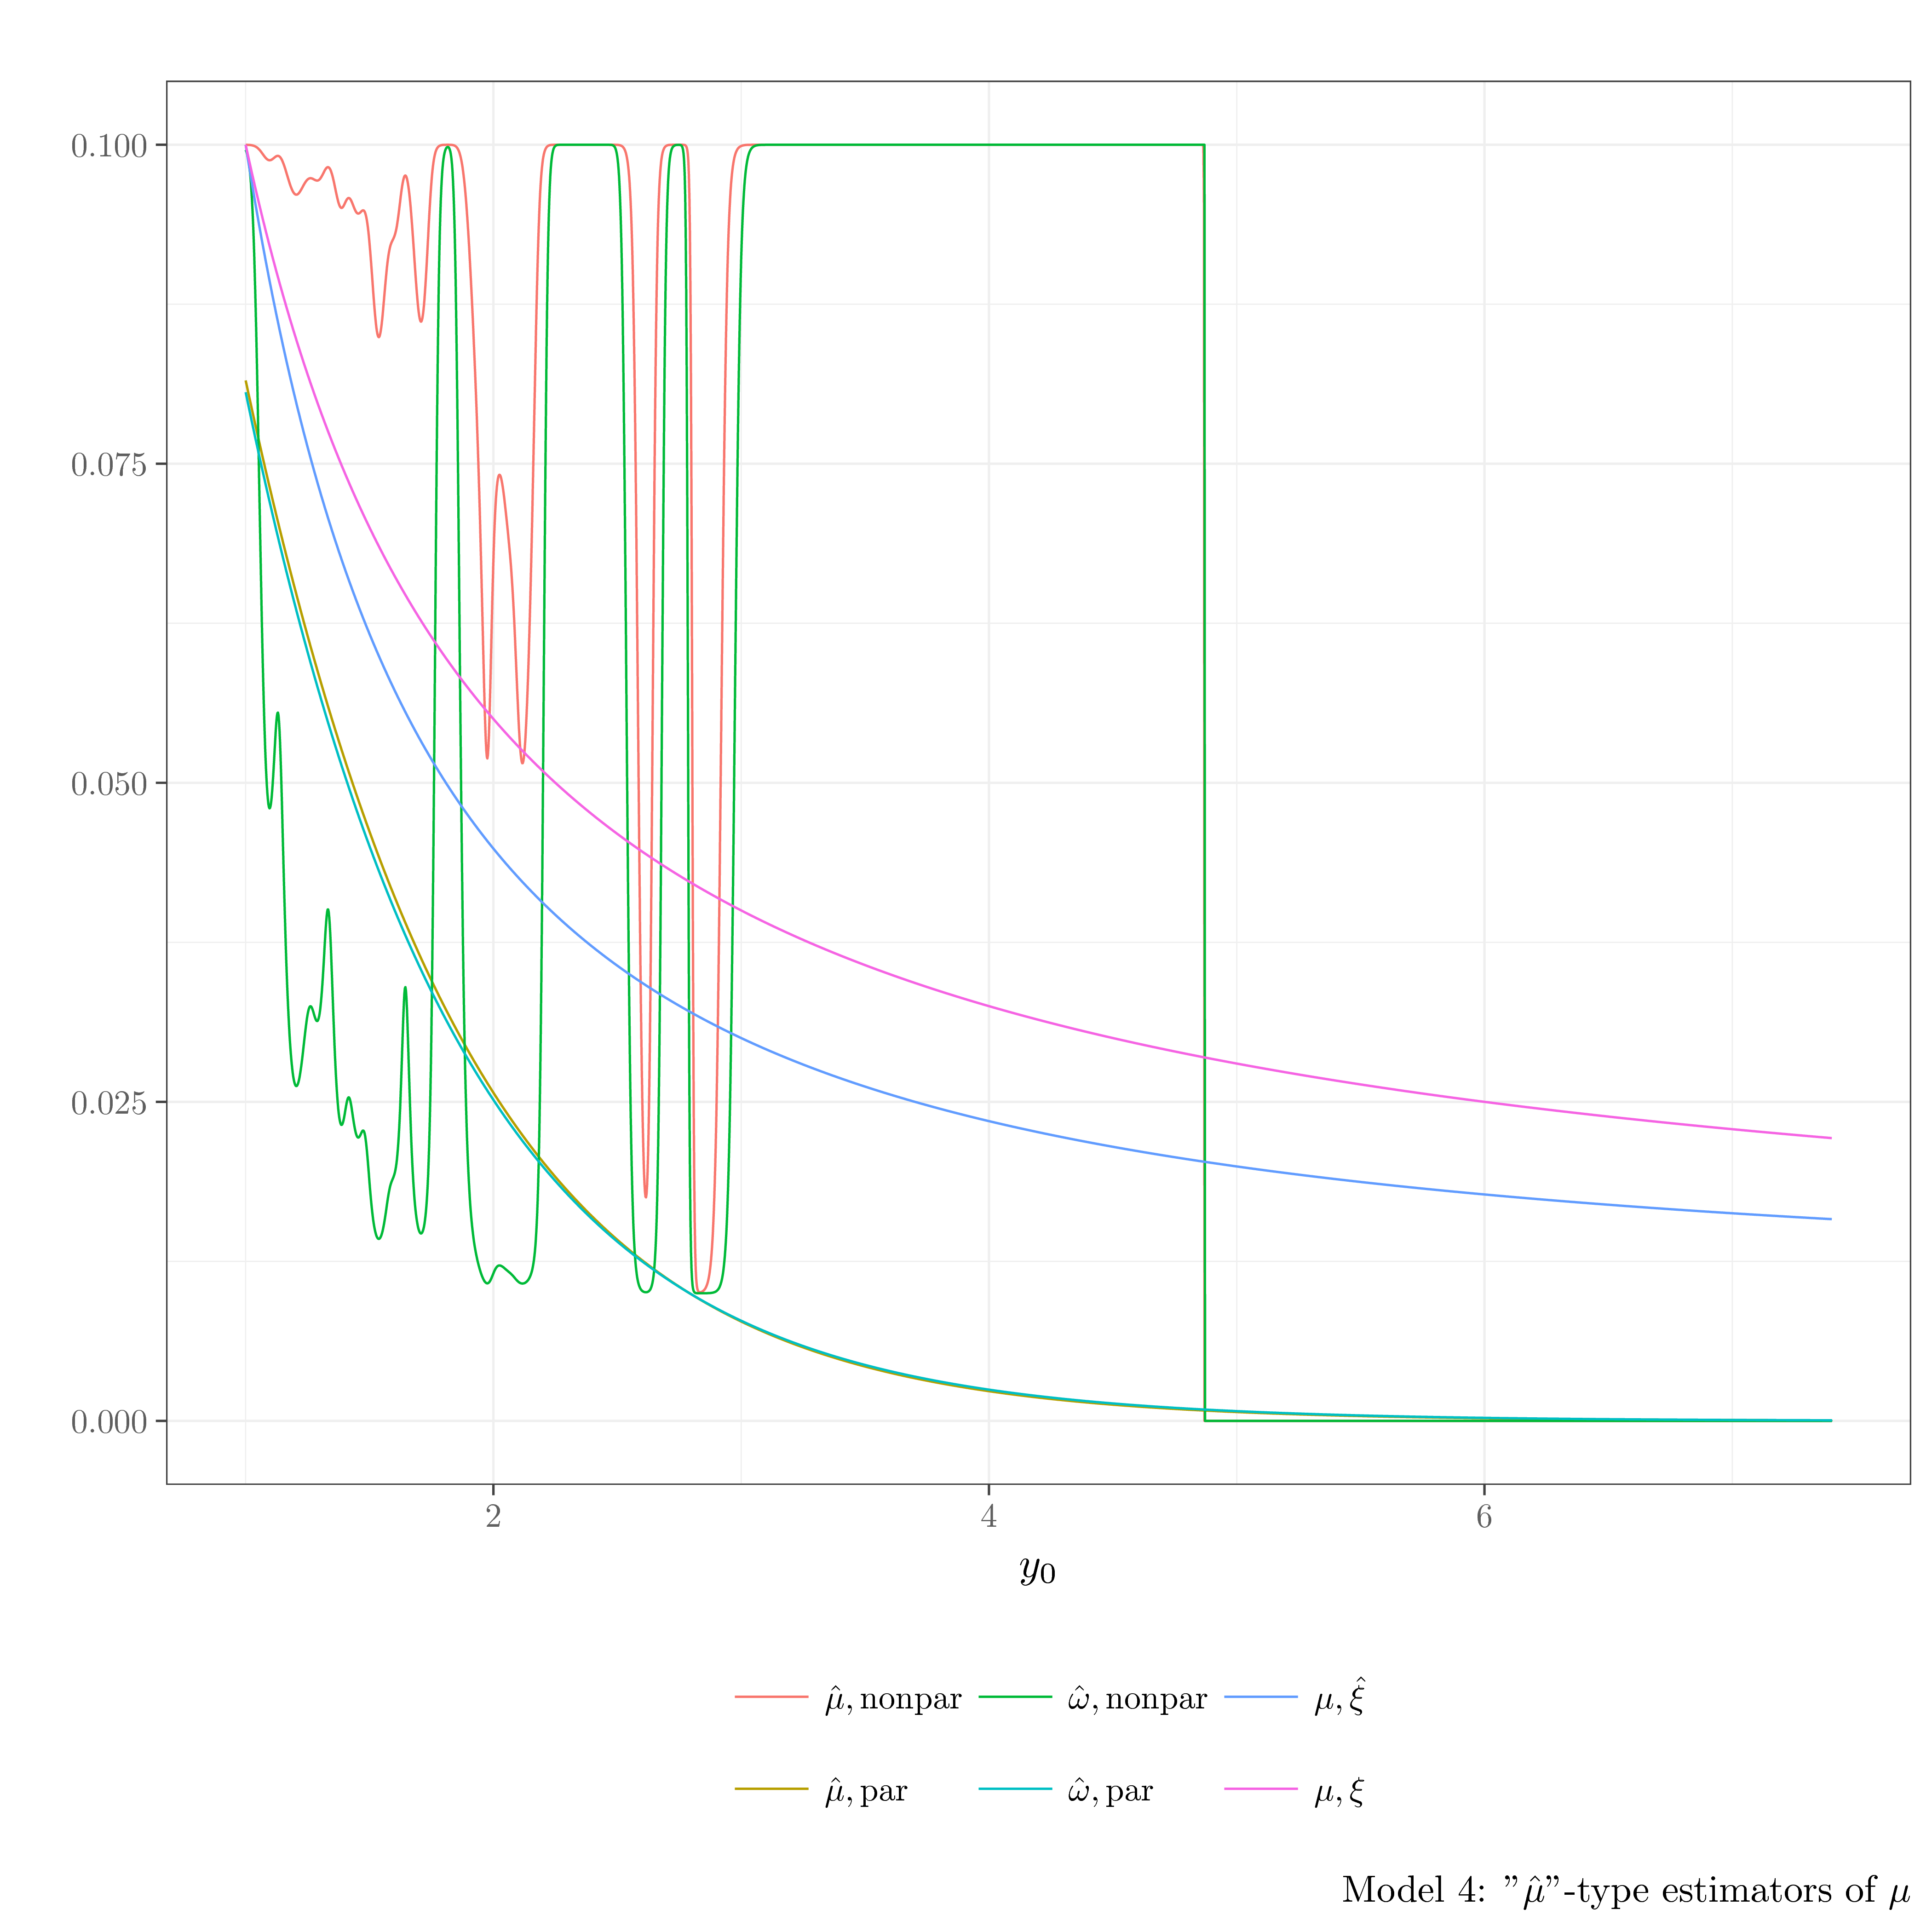 0.100
0.075
0.050
0.025
0.000
2 4 6
y₀
μ̂, nonpar ω̂, nonpar μ, ξ̂
μ̂, par ω̂, par μ, ξ
Model 4: ”μ̂”-type estimators of μ